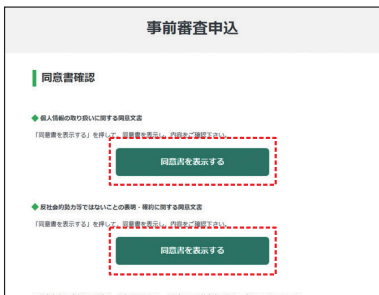 事前審査申込
同意書確認
◆ 個人情報の取り扱いに関する同意文書
「同意書を表示する」を押して、同意書を表示し、内容をご確認下さい。
同意書を表示する
◆ 反社会的勢力等ではないことの表明・確約に関する同意文書
「同意書を表示する」を押して、同意書を表示し、内容をご確認下さい。
同意書を表示する